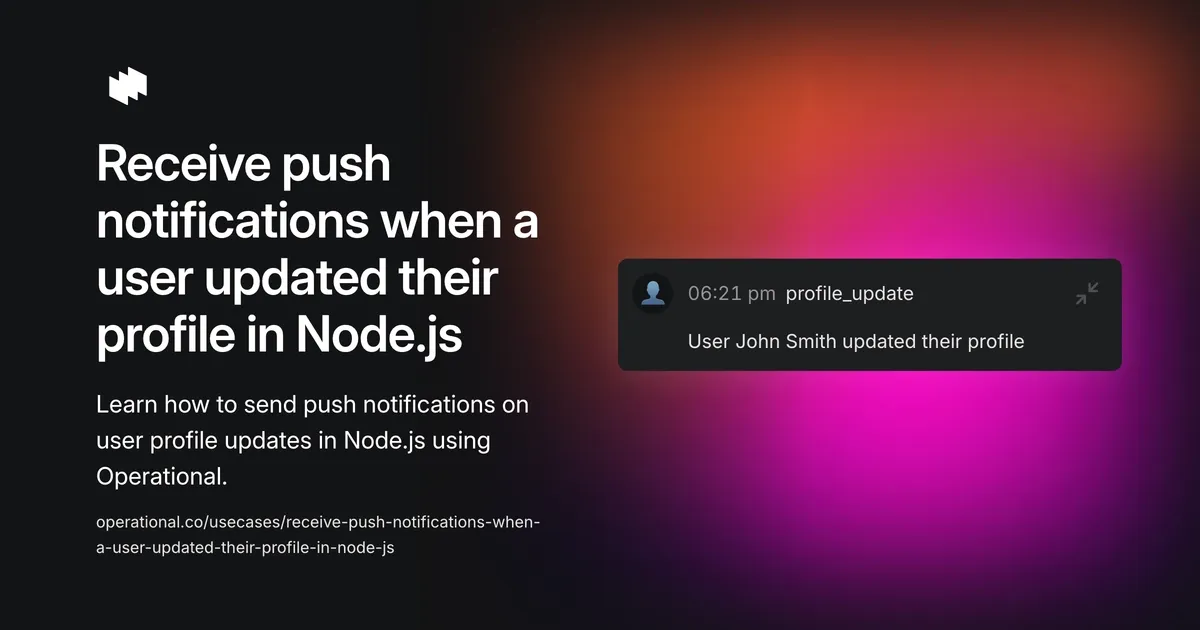 Receive push
notifications when a
user updated their
profile in Node.js
Learn how to send push notifications on
user profile updates in Node.js using
Operational.
operational.co/usecases/receive-push-notifications-when-
a-user-updated-their-profile-in-node-js
06:21 pm profile_update
User John Smith updated their profile